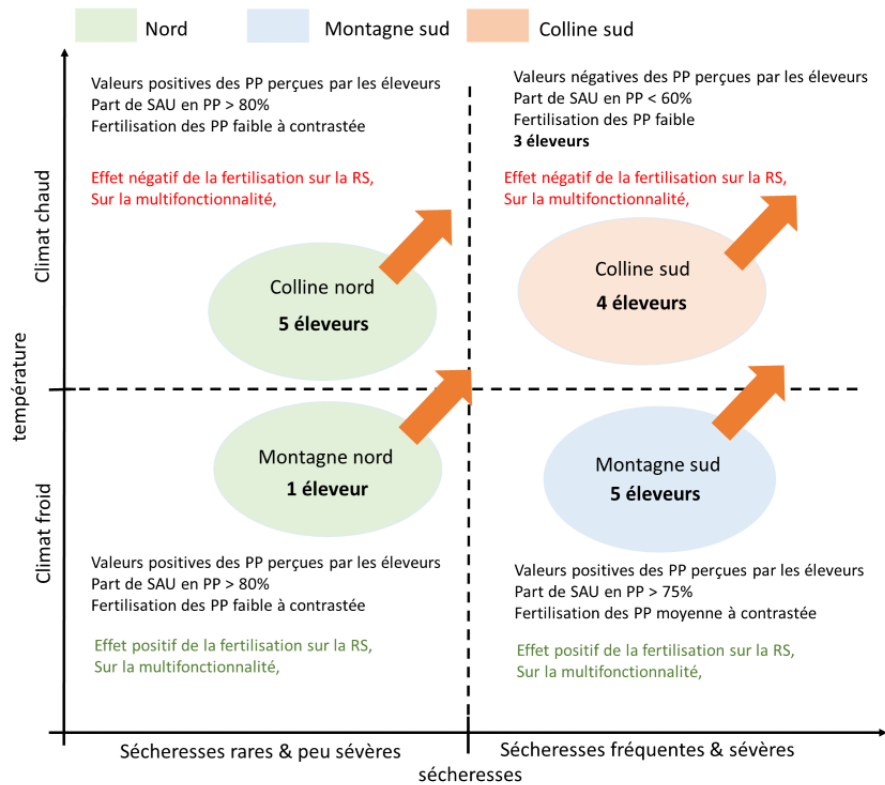 Nord
Montagne sud
Colline sud
Valeurs positives des PP perçues par les éleveurs
Part de SAU en PP > 80%
Fertilisation des PP faible à contrastée
Effet négatif de la fertilisation sur la RS,
Sur la multifonctionnalité,
Valeurs négatives des PP perçues par les éleveurs
Part de SAU en PP < 60%
Fertilisation des PP faible
3 éleveurs
Effet négatif de la fertilisation sur la RS,
Sur la multifonctionnalité,
Climat chaud
Colline nord
5 éleveurs
Colline sud
4 éleveurs
température
Climat froid
Montagne nord
1 éleveur
Montagne sud
5 éleveurs
Valeurs positives des PP perçues par les éleveurs
Part de SAU en PP > 80%
Fertilisation des PP faible à contrastée
Effet positif de la fertilisation sur la RS,
Sur la multifonctionnalité,
Valeurs positives des PP perçues par les éleveurs
Part de SAU en PP > 75%
Fertilisation des PP moyenne à contrastée
Effet positif de la fertilisation sur la RS,
Sur la multifonctionnalité,
Sécheresses rares & peu sévères
Sécheresses fréquentes & sévères
sécheresses